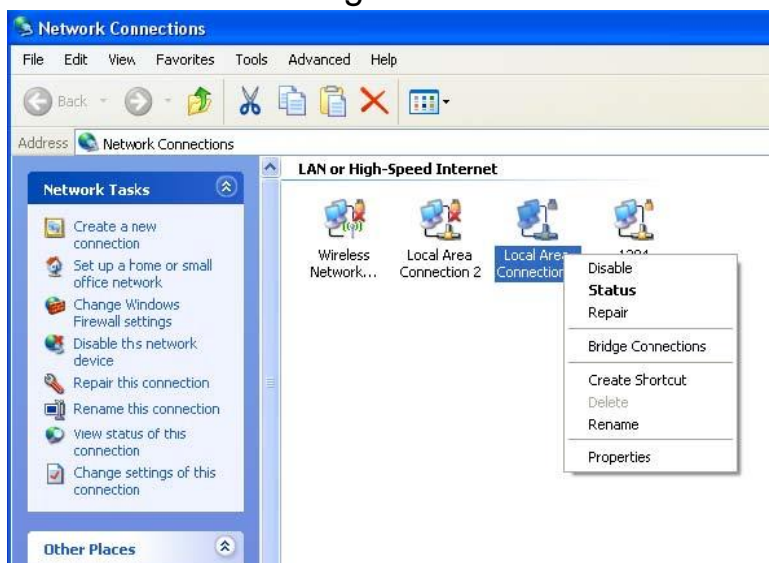 Network Connections
File Edit View Favorites Tools Advanced Help
Back
Address Network Connections
Network Tasks
Create a new
connection
Set up a home or small
office network
Change Windows
Firewall settings
Disable this network
device
Repair this connection
Rename this connection
View status of this
connection
Change settings of this
connection
Other Places
LAN or High-Speed Internet
Wireless
Network...
Local Area
Connection 2
Local Area
Connection
1394
Disable
Status
Repair
Bridge Connections
Create Shortcut
Delete
Rename
Properties